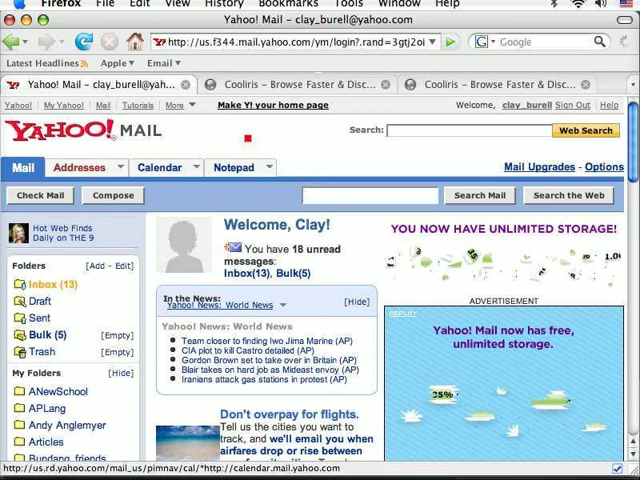 Firefox File Edit View History Bookmarks Tools Window Help
Yahoo! Mail – clay_burell@yahoo.com
http://us.f344.mail.yahoo.com/ym/login?.rand=3gtj2oi
Google
Latest Headlines Apple Email
Yahoo! Mail – clay_burell@yah... Cooliris – Browse Faster & Disc... Cooliris – Browse Faster & Disc...
Yahoo! My Yahoo! Mail Tutorials More Make Y! your home page Welcome, clay_burell Sign Out Help
YAHOO! MAIL Search: Web Search
Mail Addresses Calendar Notepad Mail Upgrades - Options
Check Mail Compose Search Mail Search the Web
Hot Web Finds
Daily on THE 9
Folders [Add - Edit]
Inbox (13)
Draft
Sent
Bulk (5) [Empty]
Trash [Empty]
My Folders [Hide]
ANewSchool
APLang
Andy Anglemyer
Articles
Bundang friends
Welcome, Clay!
You have 18 unread
messages:
Inbox(13), Bulk(5)
In the News:
Yahoo! News: World News [Hide]
Yahoo! News: World News
Team closer to finding Iwo Jima Marine (AP)
CIA plot to kill Castro detailed (AP)
Gordon Brown set to take over in Britain (AP)
Blair takes on hard job as Mideast envoy (AP)
Iranians attack gas stations in protest (AP)
Don't overpay for flights.
Tell us the cities you want to
track, and we'll email you when
airfares drop or rise between
YOU NOW HAVE UNLIMITED STORAGE!
ADVERTISEMENT
REPLAY
Yahoo! Mail now has free,
unlimited storage.
25%
http://us.rd.yahoo.com/mail_us/pimnav/cal/*http://calendar.mail.yahoo.com